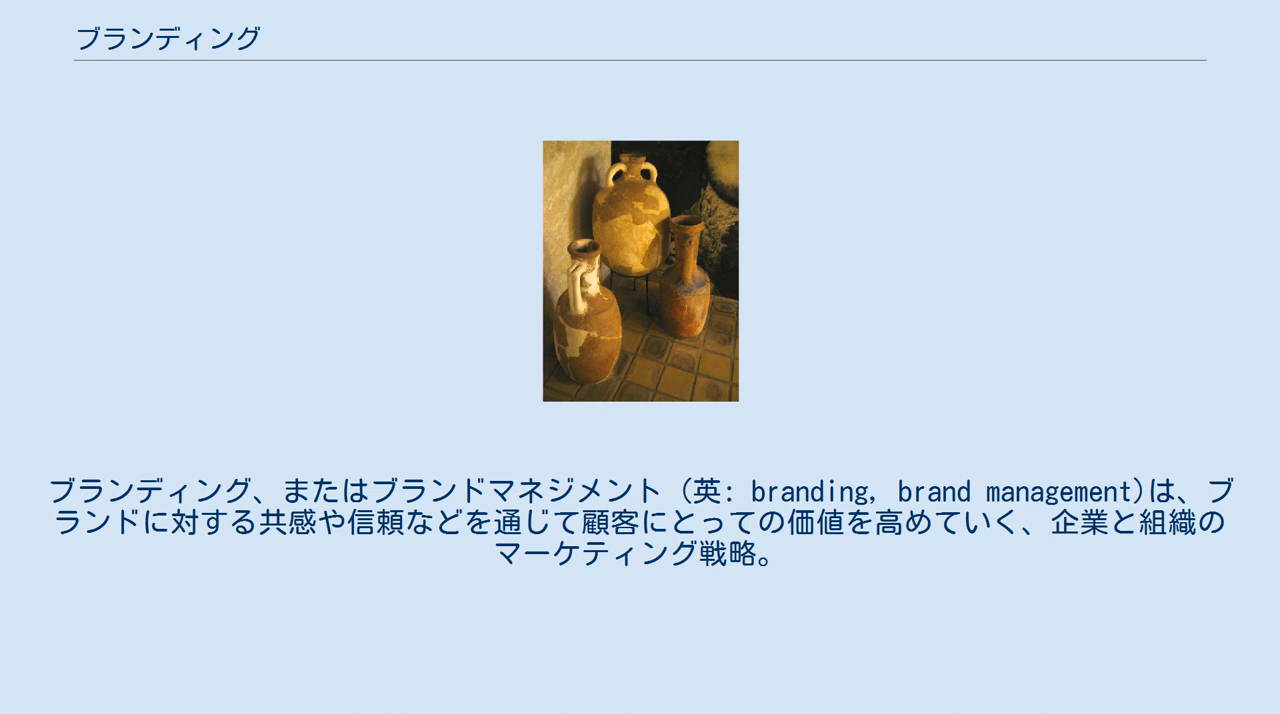 ブランディング
ブランディング、またはブランドマネジメント（英: branding, brand management)は、ブ
ランドに対する共感や信頼などを通じて顧客にとっての価値を高めていく、企業と組織の
マーケティング戦略。